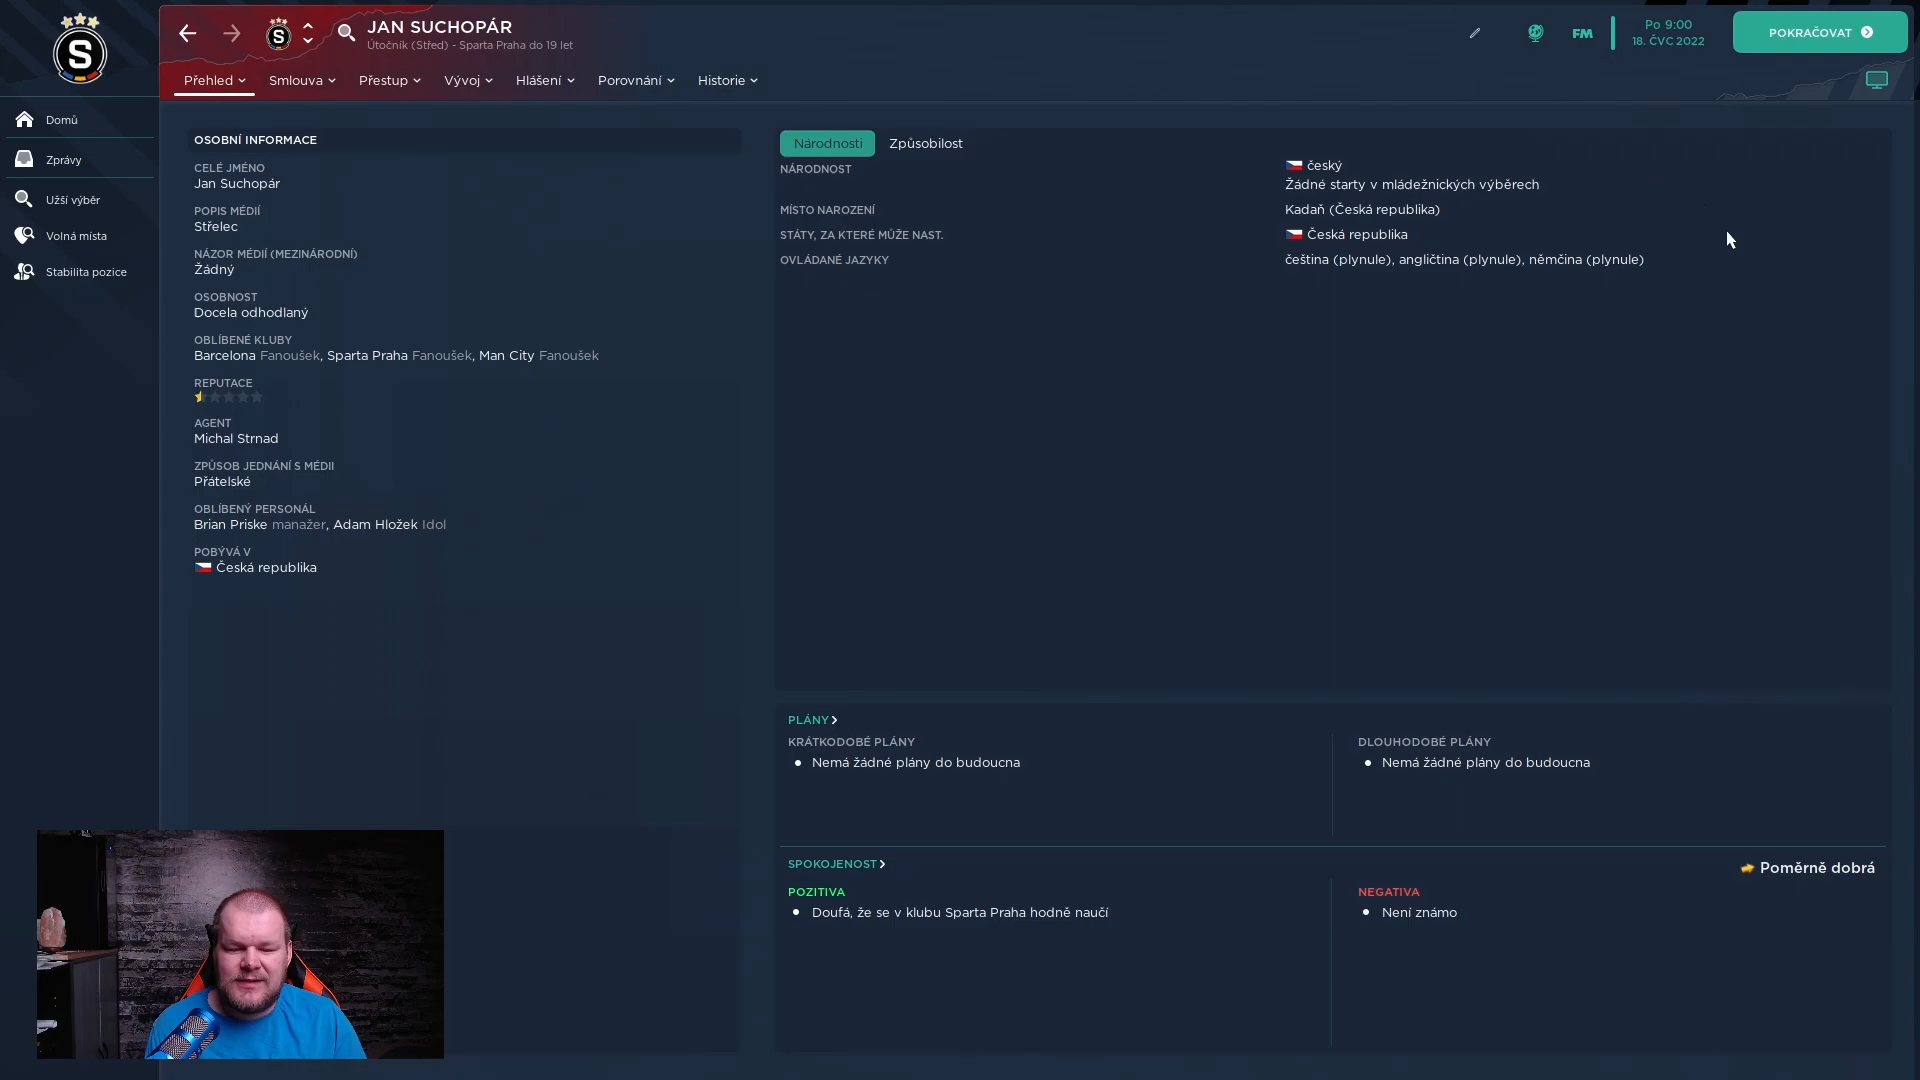 S
Domů
Zprávy
Užší výběr
Volná místa
Stabilita pozice
S
JAN SUCHOPÁR
Útočník (Střed) - Sparta Praha do 19 let
FM
Po 9:00
18. ČVC 2022
POKRAČOVAT
Přehled
Smlouva
Přestup
Vývoj
Hlášení
Porovnání
Historie
OSOBNÍ INFORMACE
CELÉ JMÉNO
Jan Suchopár
POPIS MÉDIÍ
Střelec
NÁZOR MÉDIÍ (MEZINÁRODNÍ)
Žádný
OSOBNOST
Docela odhodlaný
OBLÍBENÉ KLUBY
Barcelona Fanoušek, Sparta Praha Fanoušek, Man City Fanoušek
REPUTACE
AGENT
Michal Strnad
ZPŮSOB JEDNÁNÍ S MÉDII
Přátelské
OBLÍBENÝ PERSONÁL
Brian Priske manažer, Adam Hložek Idol
POBÝVÁ V
Česká republika
Národnosti
Způsobilost
NÁRODNOST
český
Žádné starty v mládežnických výběrech
MÍSTO NAROZENÍ
Kadaň (Česká republika)
STÁTY, ZA KTERÉ MŮŽE NAST.
Česká republika
OVLÁDANÉ JAZYKY
čeština (plynule), angličtina (plynule), němčina (plynule)
PLÁNY
KRÁTKODOBÉ PLÁNY
Nemá žádné plány do budoucna
DLOUHODOBÉ PLÁNY
Nemá žádné plány do budoucna
SPOKOJENOST
Poměrně dobrá
POZITIVA
Doufá, že se v klubu Sparta Praha hodně naučí
NEGATIVA
Není známo